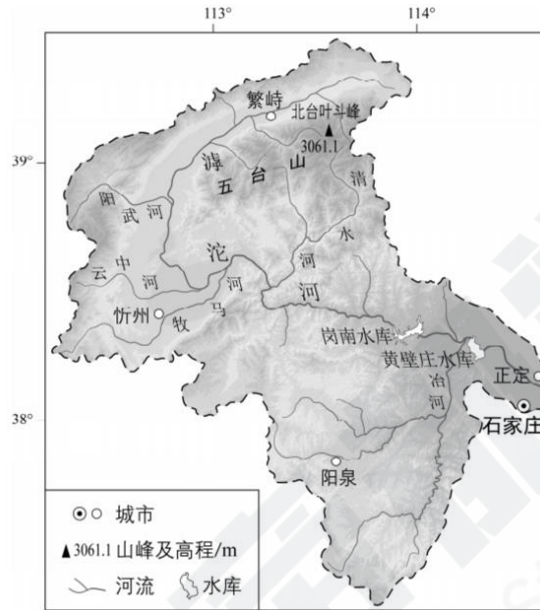 113°
114°
39°
38°
繁峙
北台叶斗峰
3061.1
滹
五台山
清
阳武河
沱
水
云中河
河
河
忻州
牧马河
岗南水库
黄壁庄水库
正定
冶河
石家庄
阳泉
城市
3061.1 山峰及高程/m
河流
水库